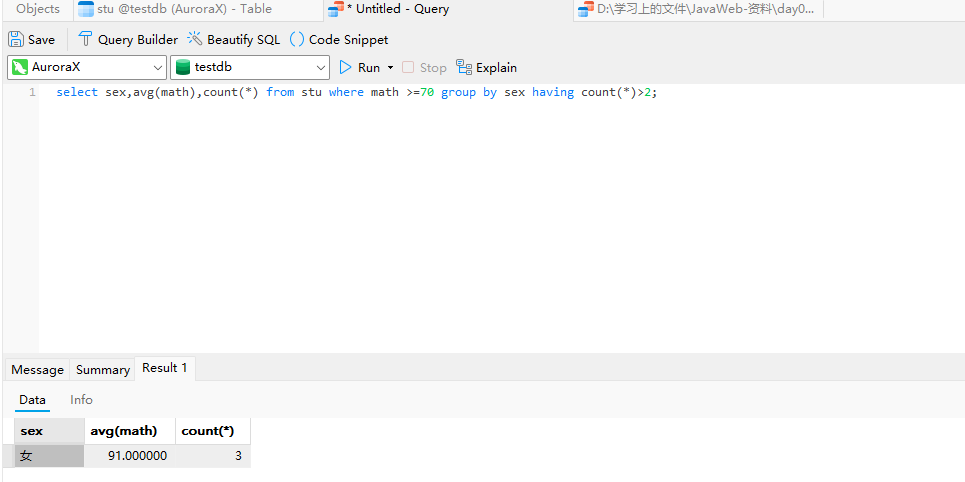 Objects stu @testdb (AuroraX) - Table * Untitled - Query D:\学习上的文件\JavaWeb-资料\day0...
Save Query Builder Beautify SQL () Code Snippet
AuroraX testdb Run Stop Explain
1 select sex,avg(math),count(*) from stu where math >=70 group by sex having count(*)>2;
Message Summary Result 1
Data Info
sex avg(math) count(*)
女 91.000000 3